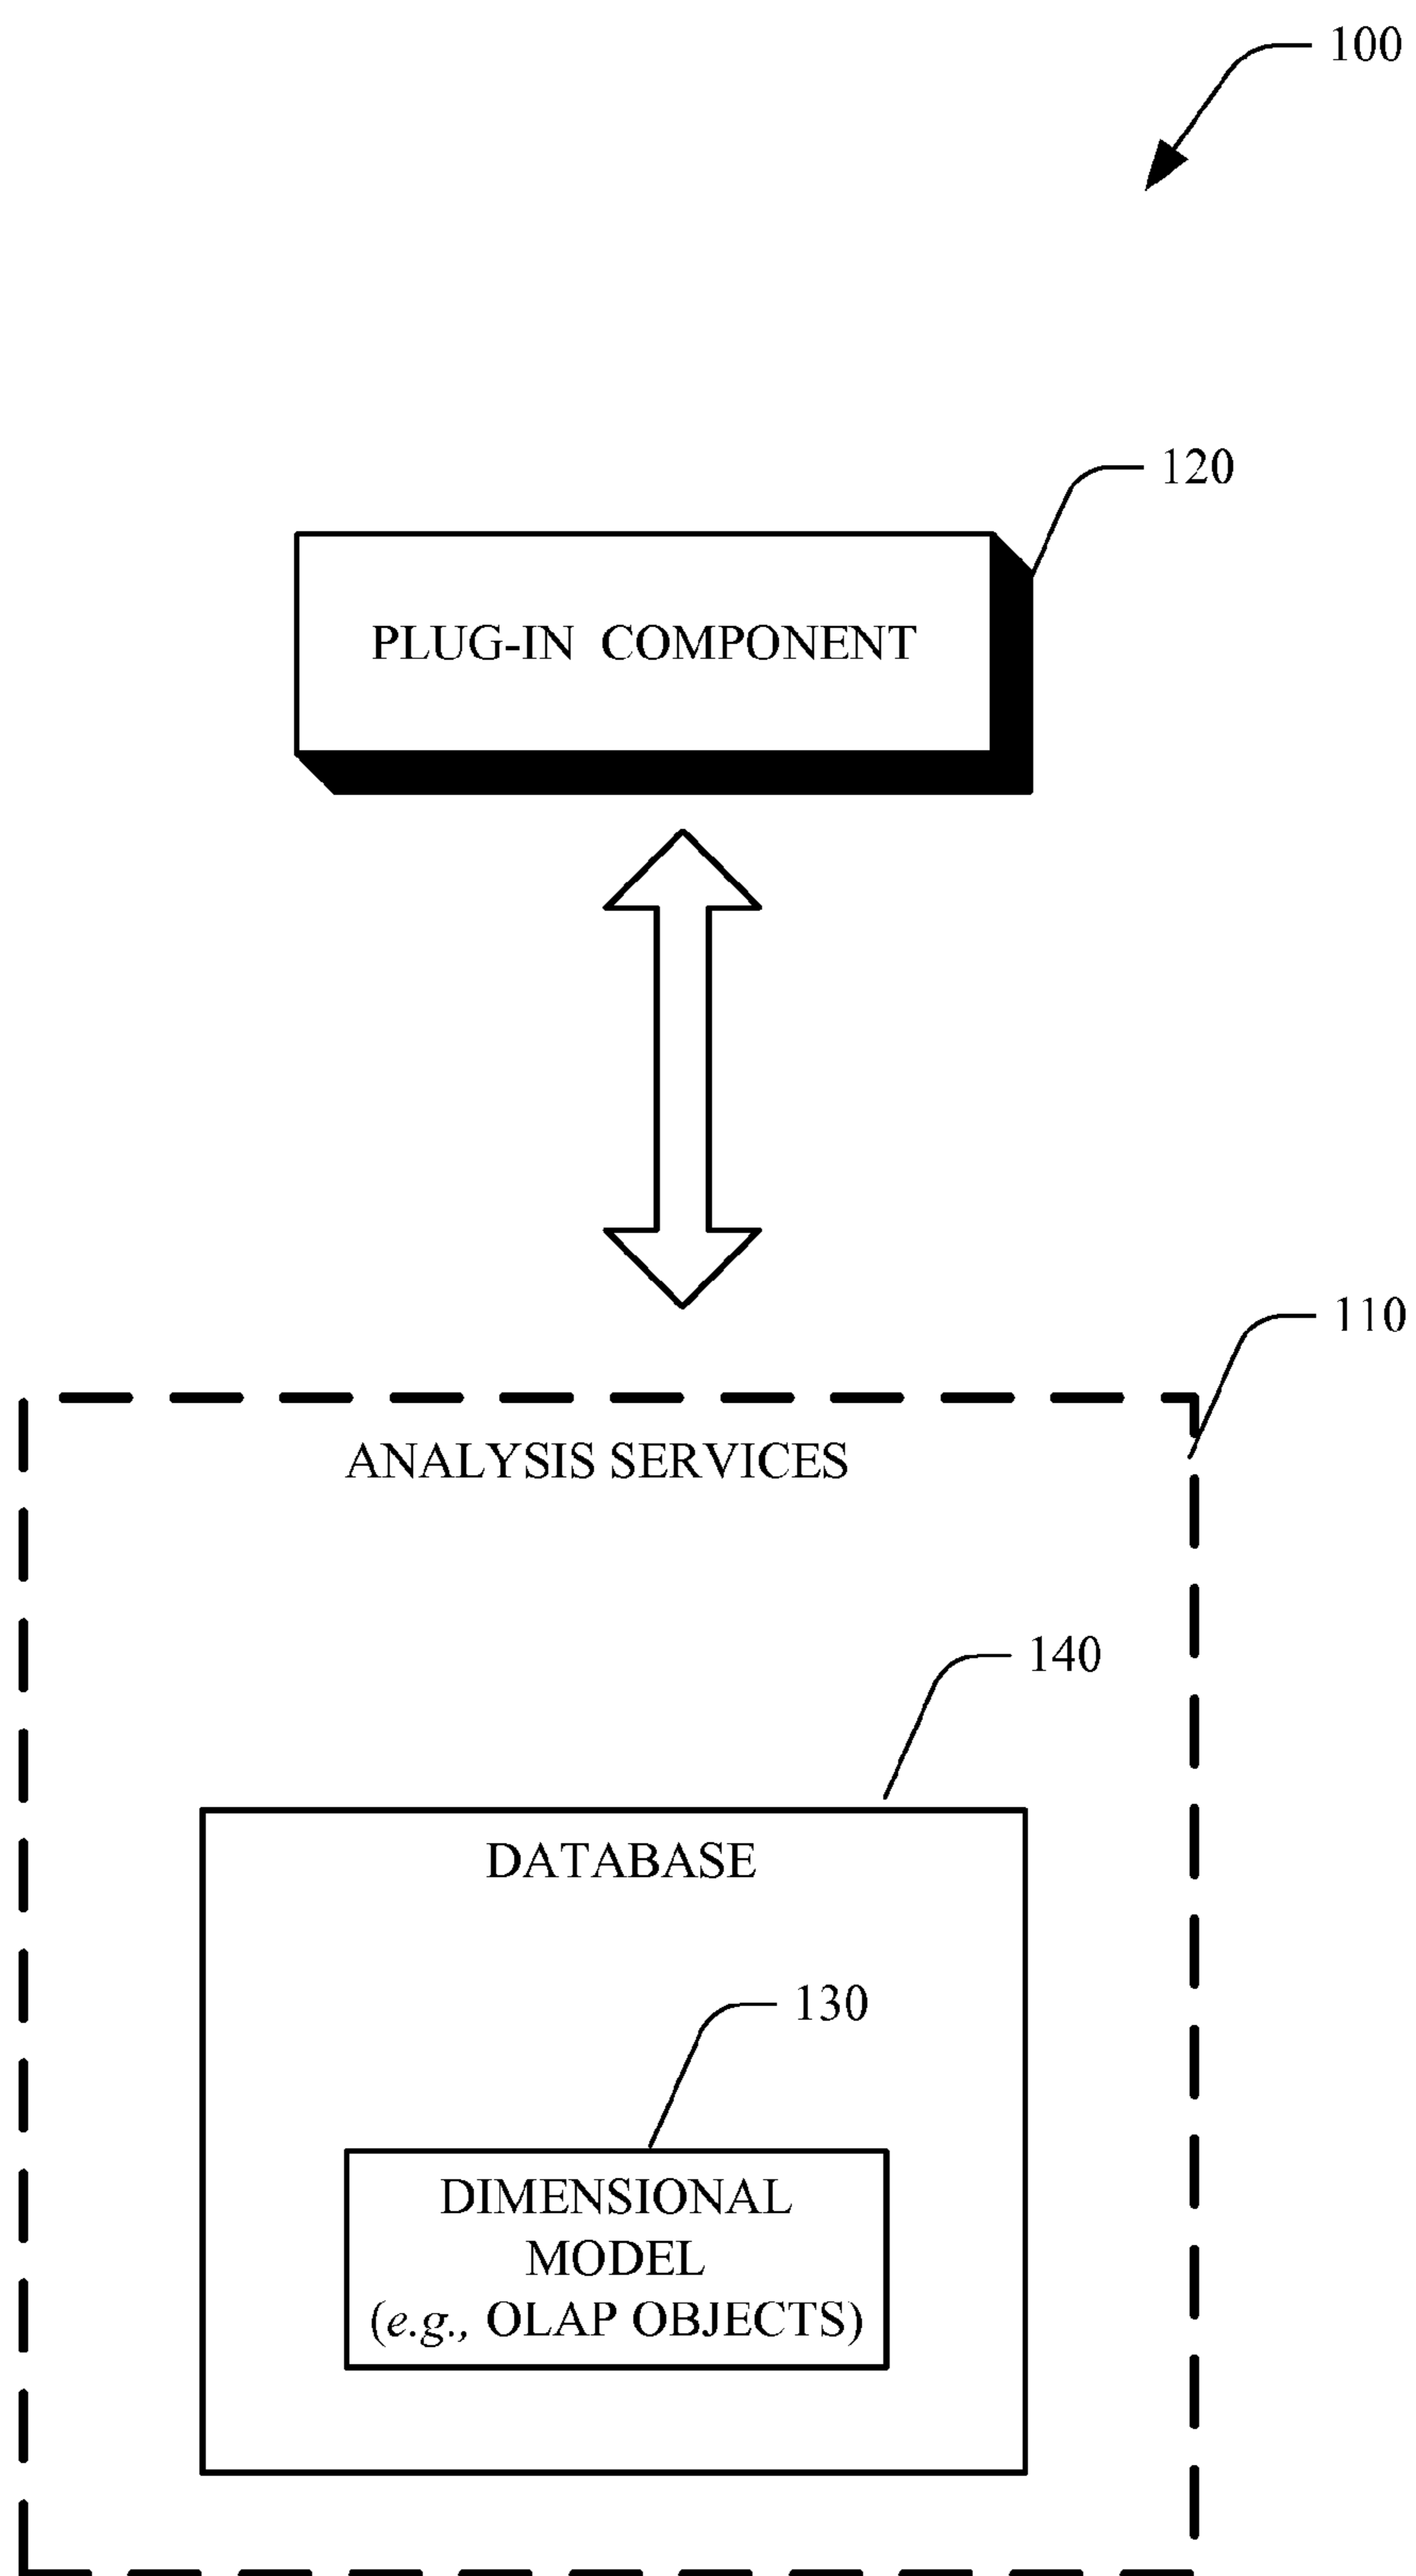 100
120
PLUG-IN COMPONENT
110
ANALYSIS SERVICES
140
DATABASE
130
DIMENSIONAL
MODEL
(e.g., OLAP OBJECTS)